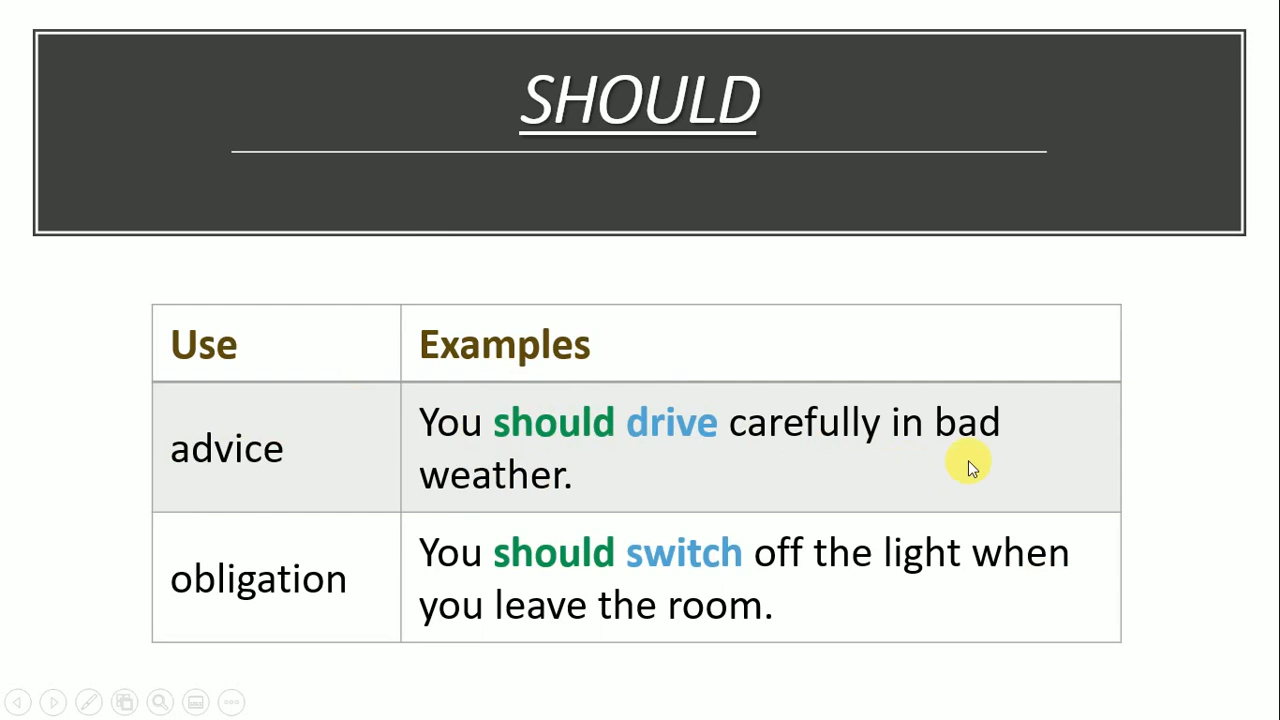 SHOULD
Use
Examples
advice
You should drive carefully in bad
weather.
obligation
You should switch off the light when
you leave the room.